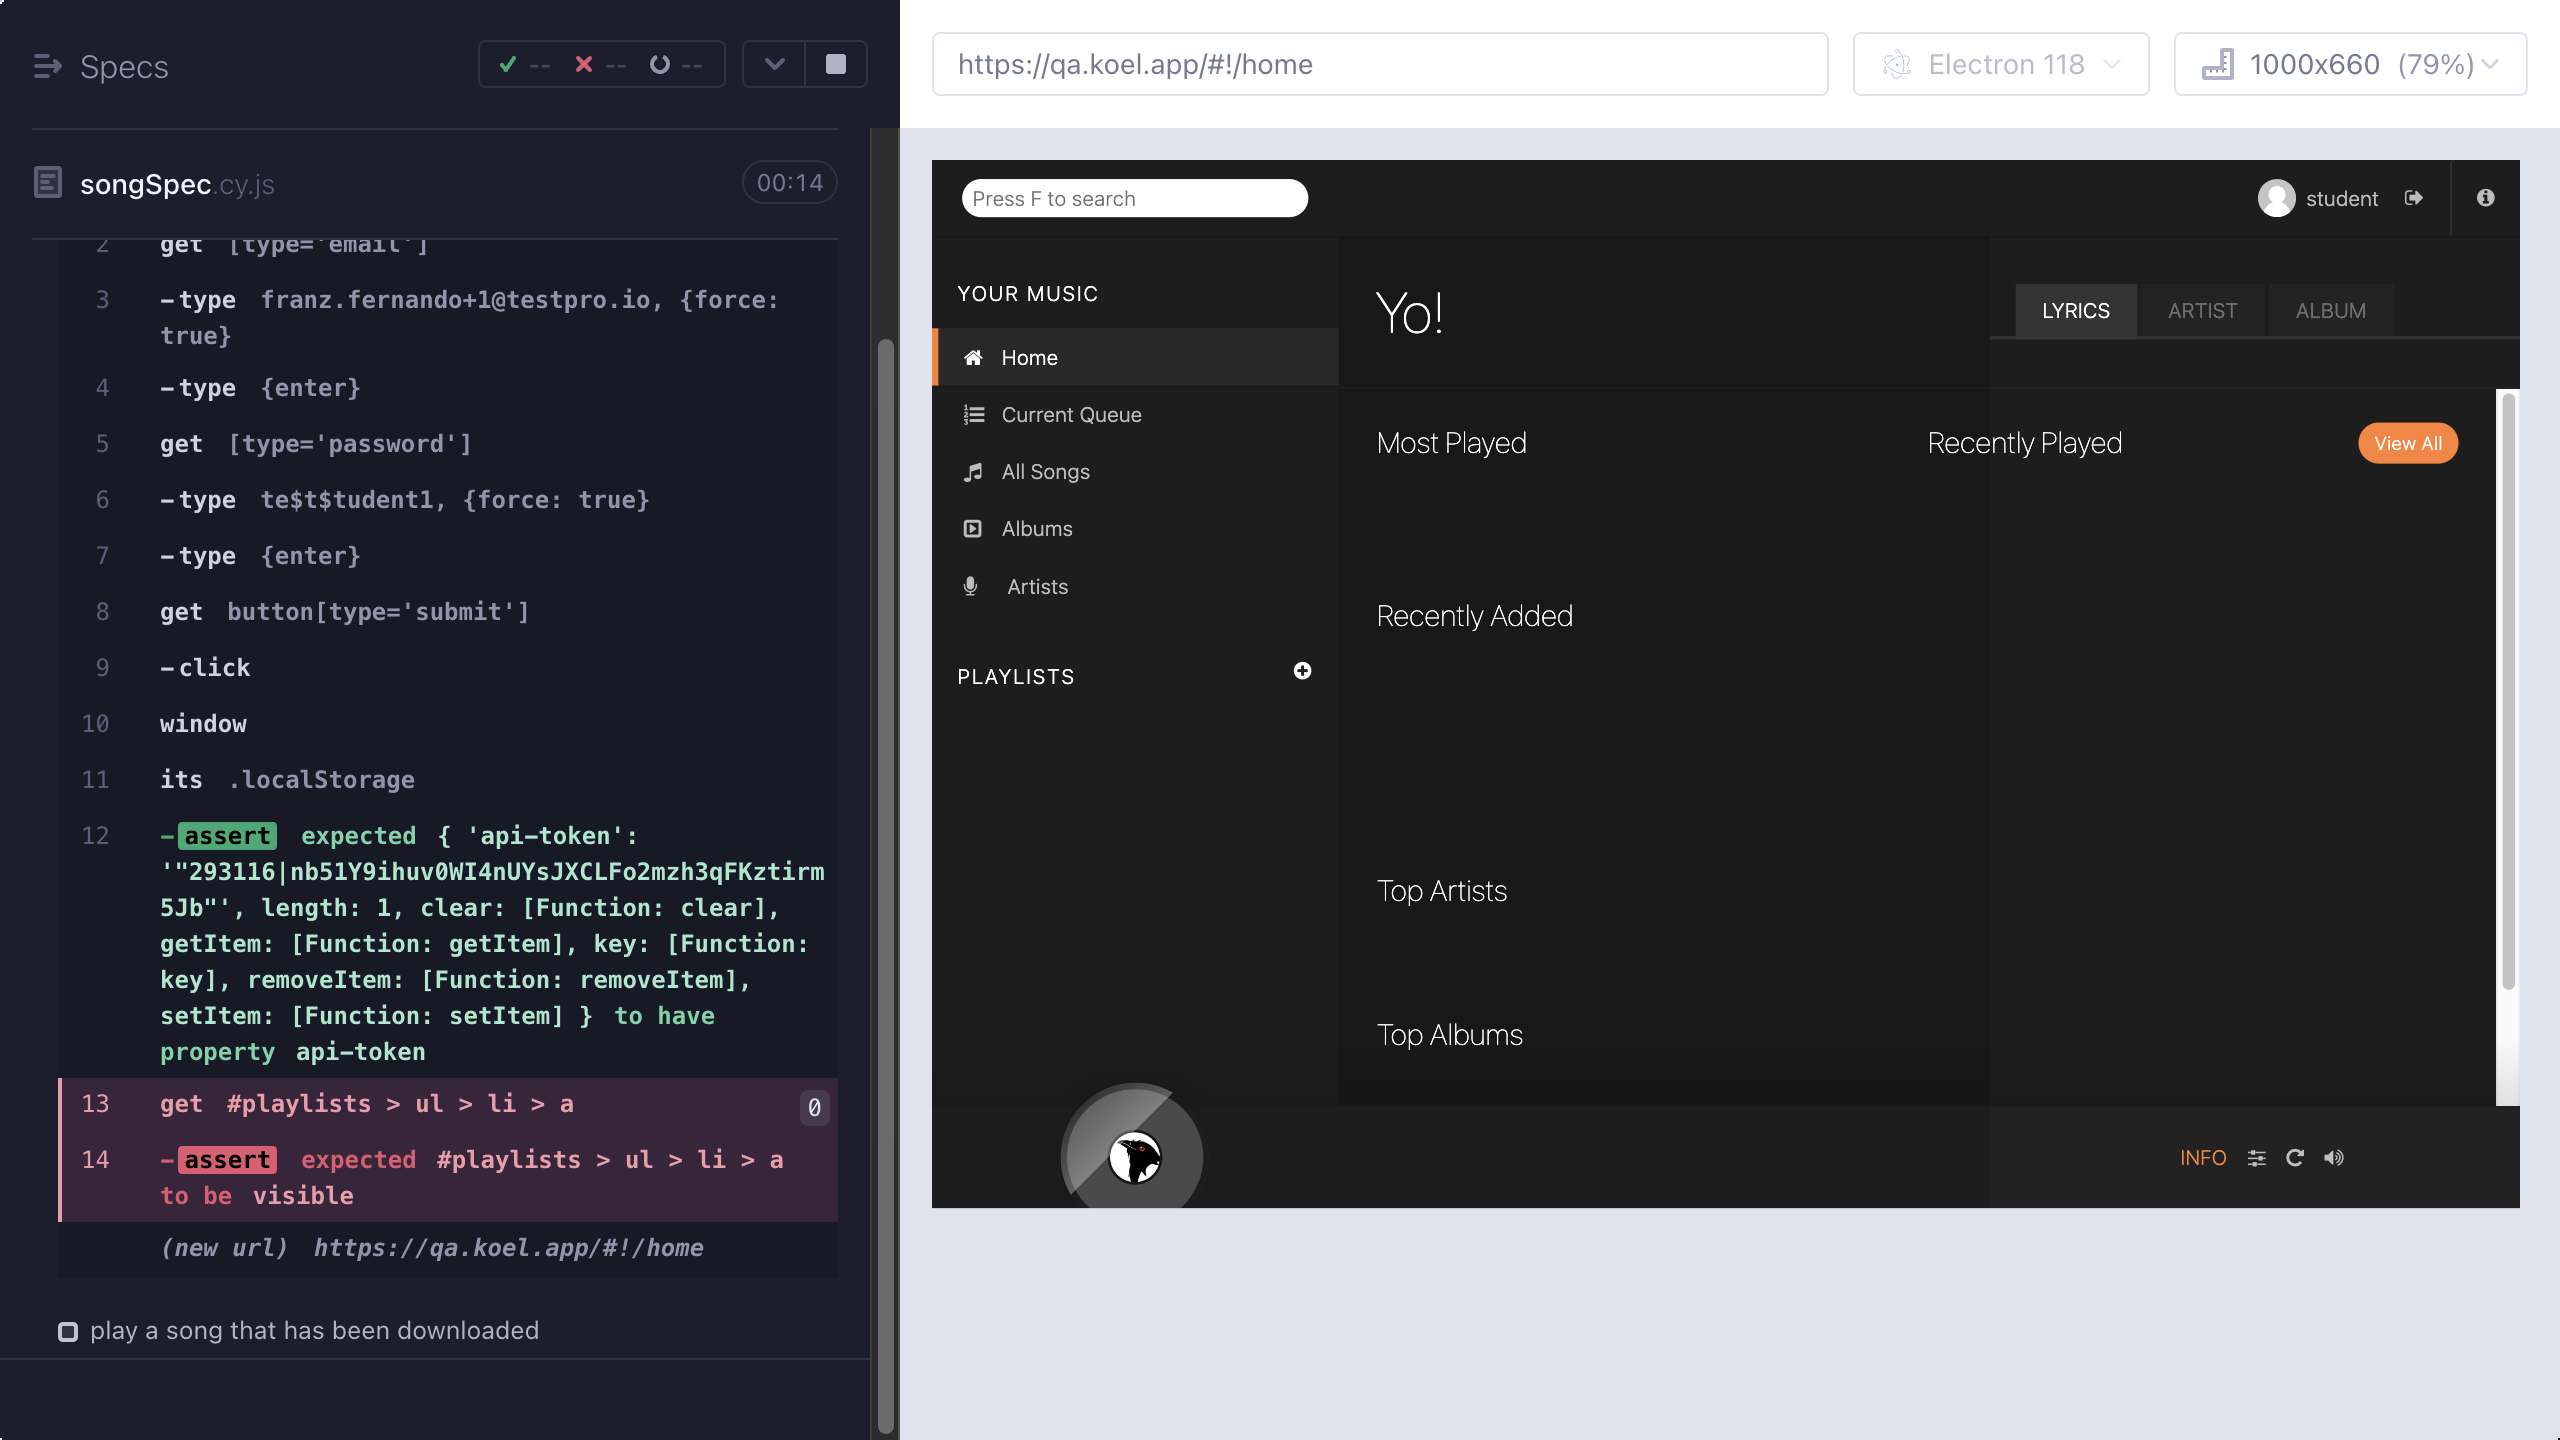 Specs
-- -- --
songSpec.cy.js
00:14
2 get [type='email']
3 -type franz.fernando+1@testpro.io, {force:
true}
4 -type {enter}
5 get [type='password']
6 -type te$t$tudent1, {force: true}
7 -type {enter}
8 get button[type='submit']
9 -click
10 window
11 its .localStorage
12 -assert expected { 'api-token':
'"293116|nb51Y9ihuv0WI4nUYsJXCLFo2mzh3qFKztirm
5Jb"', length: 1, clear: [Function: clear],
getItem: [Function: getItem], key: [Function:
key], removeItem: [Function: removeItem],
setItem: [Function: setItem] } to have
property api-token
13 get #playlists > ul > li > a 0
14 -assert expected #playlists > ul > li > a
to be visible
(new url) https://qa.koel.app/#!/home
play a song that has been downloaded
https://qa.koel.app/#!/home
Electron 118
1000x660 (79%)
Press F to search
student
YOUR MUSIC
Home
Current Queue
All Songs
Albums
Artists
PLAYLISTS
Yo!
LYRICS ARTIST ALBUM
Most Played
Recently Played
View All
Recently Added
Top Artists
Top Albums
INFO